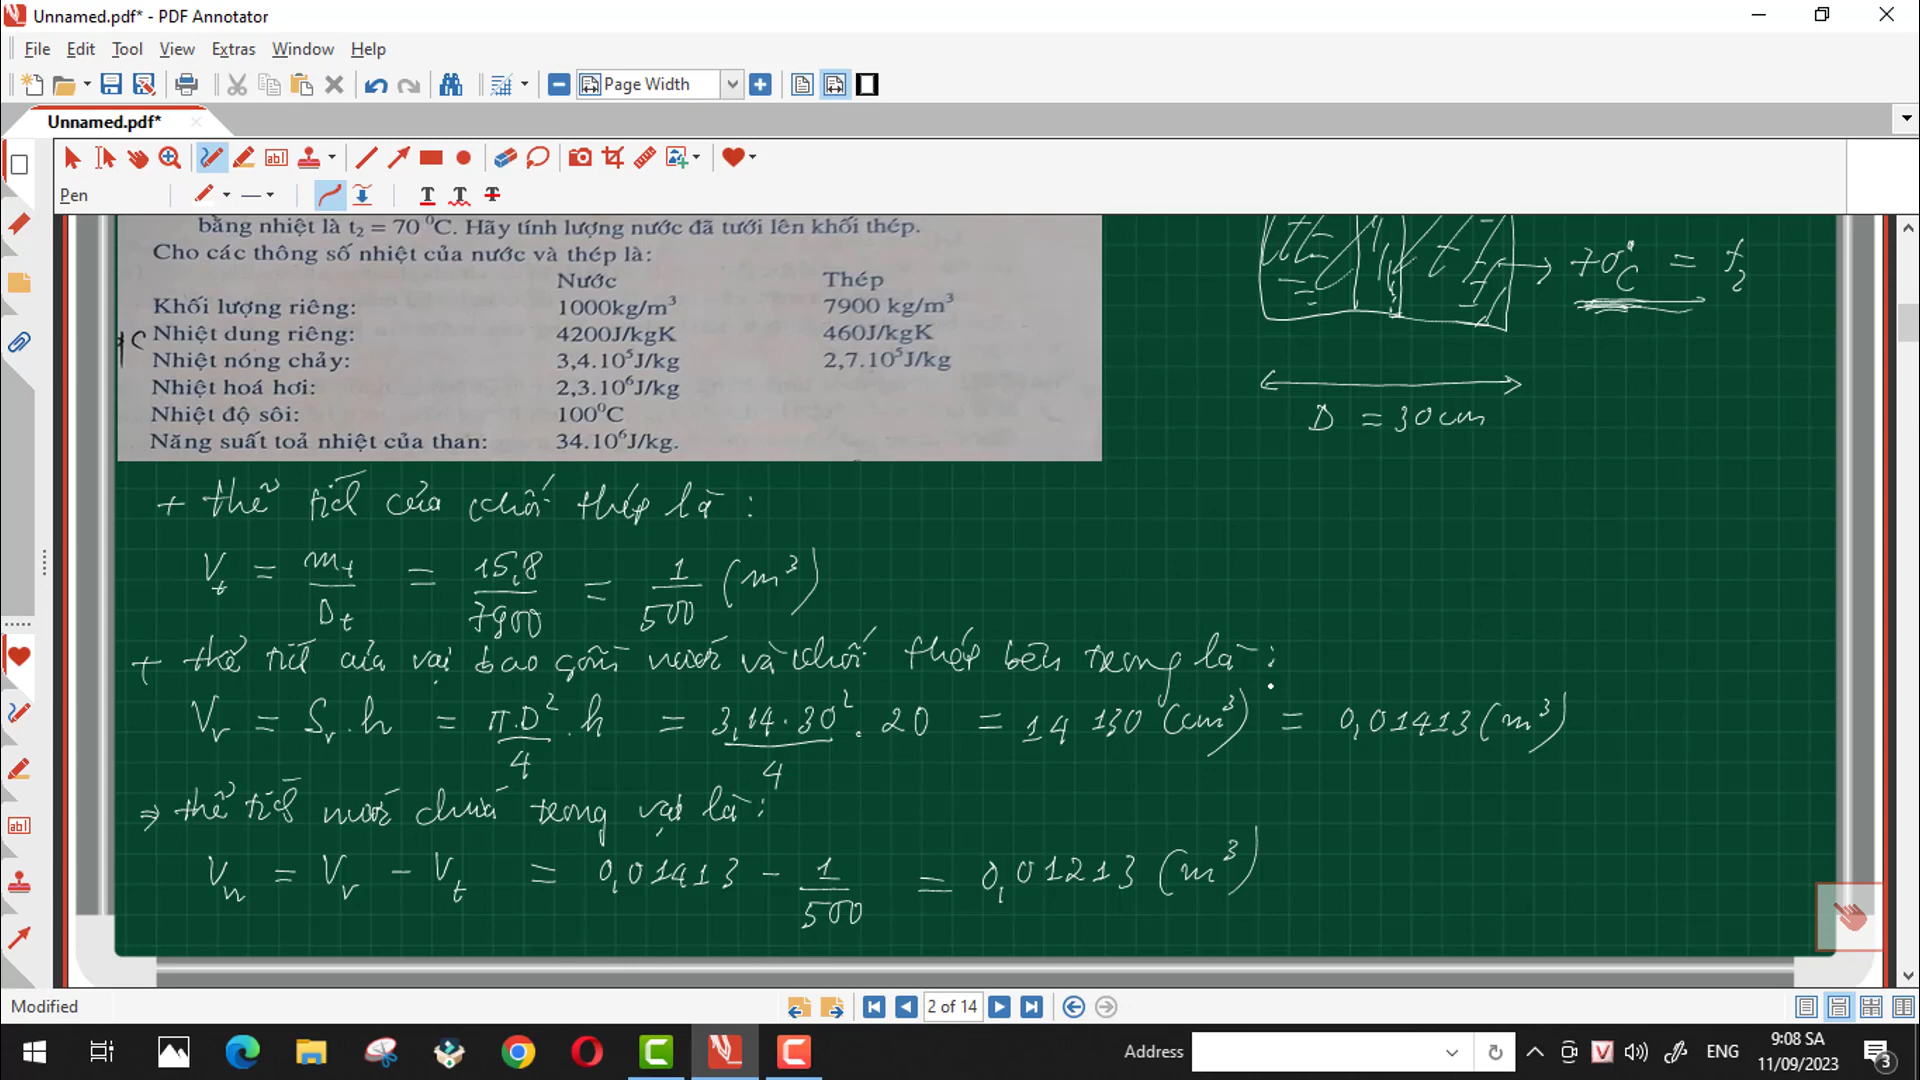 Unnamed.pdf* - PDF Annotator
File Edit Tool View Extras Window Help
Page Width
Unnamed.pdf*
Pen
bằng nhiệt là t₂ = 70 ⁰C. Hãy tính lượng nước đã tưới lên khối thép.
Cho các thông số nhiệt của nước và thép là:
Nước Thép
Khối lượng riêng: 1000kg/m³ 7900 kg/m³
Nhiệt dung riêng: 4200J/kgK 460J/kgK
Nhiệt nóng chảy: 3,4.10⁵J/kg 2,7.10⁵J/kg
Nhiệt hoá hơi: 2,3.10⁶J/kg
Nhiệt độ sôi: 100⁰C
Năng suất toả nhiệt của than: 34.10⁶J/kg.
70°C = t₂
D = 30cm
+ thể tích của khối thép là:
Vt = mt/Dt = 15,8/7900 = 1/500 (m³)
+ thể tích của vại bao gồm nước và khối thép bên trong là:
Vv = Sv.h = π.D²/4 .h = 3,14.30²/4 . 20 = 14 130 (cm³) = 0,01413 (m³)
⇒ thể tích nước chứa trong vại là:
Vn = Vv - Vt = 0,01413 - 1/500 = 0,01213 (m³)
Modified
2 of 14
Address
ENG
9:08 SA
11/09/2023
3